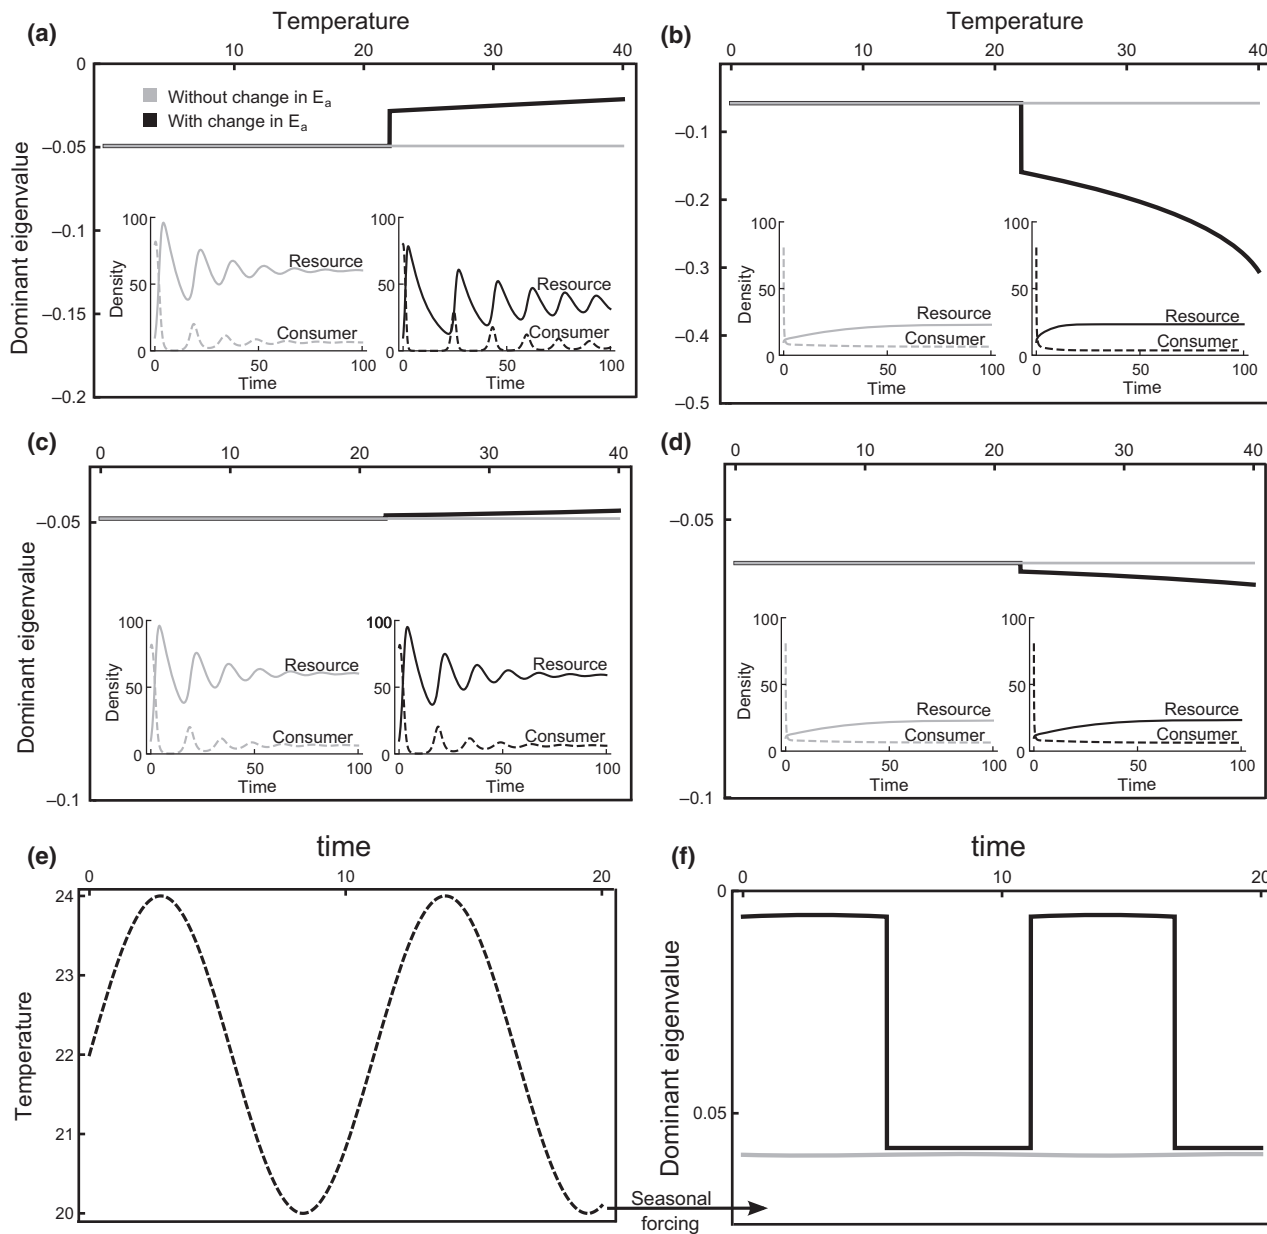 (a)
Temperature
10
20
30
40
0
−0.05
−0.1
−0.15
−0.2
Dominant eigenvalue
Without change in Ea
With change in Ea
100
50
0
Density
Resource
Consumer
0
50
100
Time
100
50
0
Resource
Consumer
0
50
100
Time
(b)
Temperature
0
10
20
30
40
−0.1
−0.2
−0.3
−0.4
−0.5
100
50
0
Density
Resource
Consumer
0
50
100
Time
100
50
0
Resource
Consumer
0
50
100
Time
(c)
0
10
20
30
40
−0.05
−0.1
Dominant eigenvalue
100
50
0
Density
Resource
Consumer
0
50
100
Time
100
50
0
Resource
Consumer
0
50
100
Time
(d)
0
10
20
30
40
−0.05
−0.1
100
50
0
Density
Resource
Consumer
0
50
100
Time
100
50
0
Resource
Consumer
0
50
100
Time
(e)
time
0
10
20
24
23
22
21
20
Temperature
Seasonal
forcing
(f)
time
0
10
20
0
0.05
Dominant eigenvalue